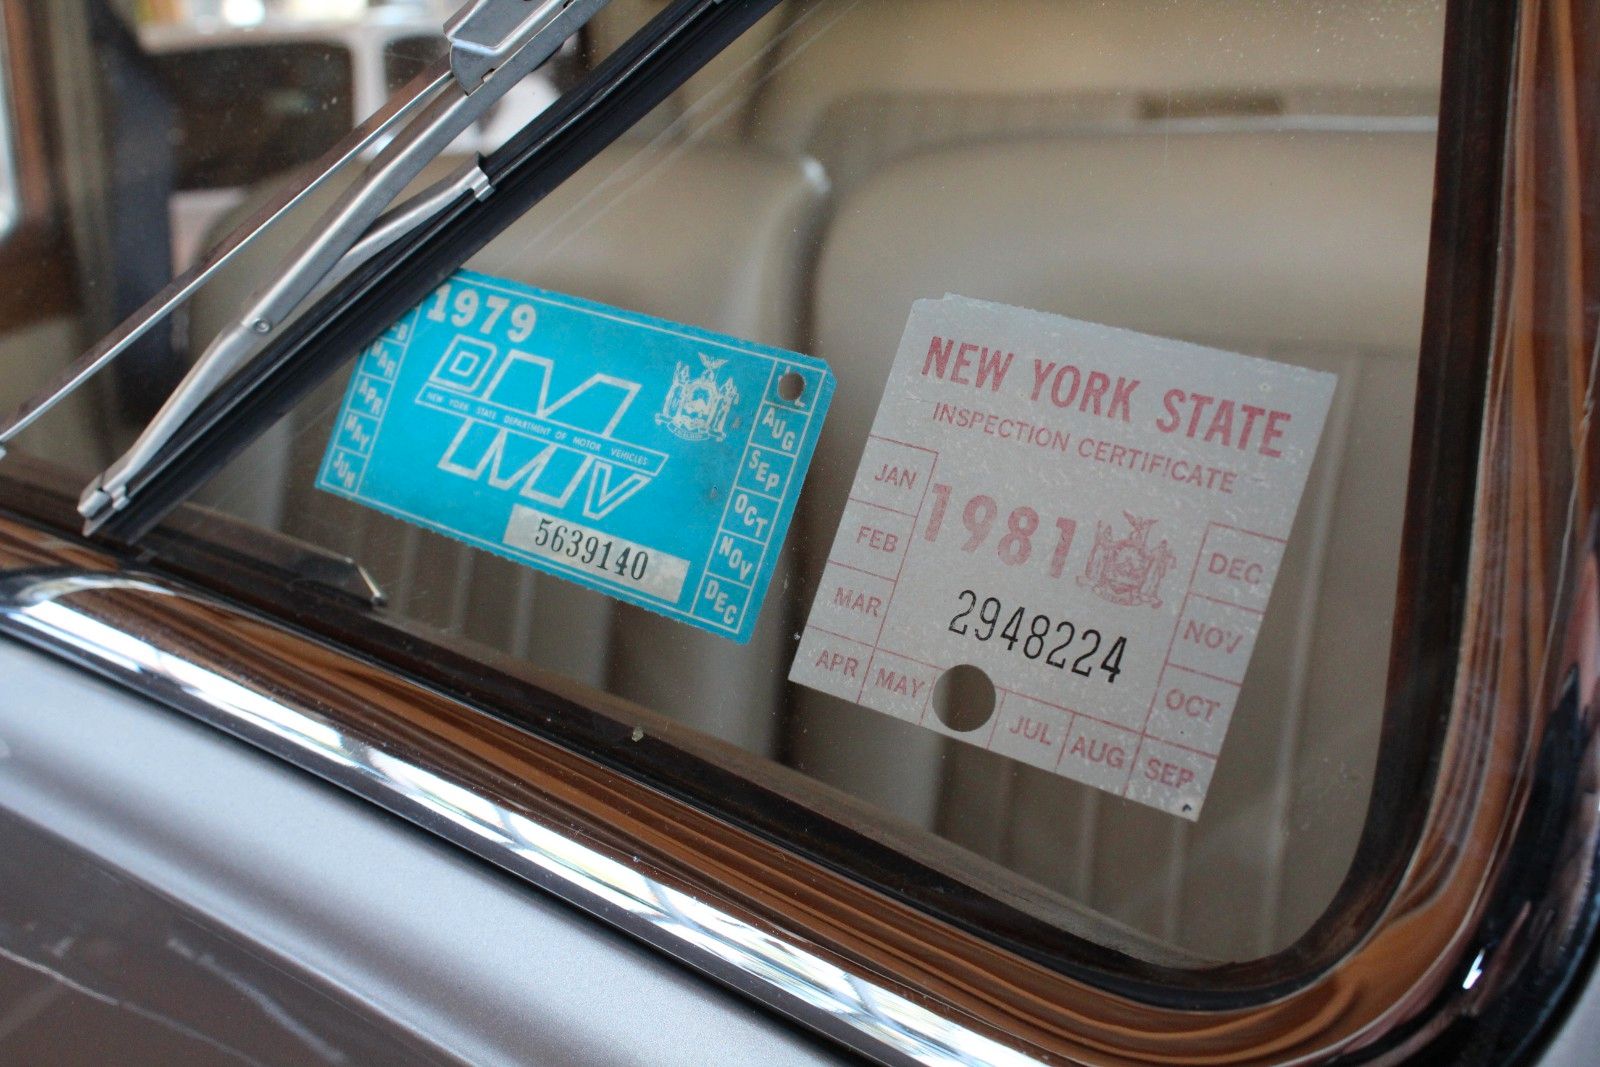 1979
DMV
NEW YORK STATE DEPARTMENT OF MOTOR VEHICLES
MAR
APR
MAY
JUN
AUG
SEP
OCT
NOV
DEC
5639140
NEW YORK STATE
INSPECTION CERTIFICATE
1981
2948224
JAN
FEB
MAR
APR
MAY
JUL
AUG
SEP
OCT
NOV
DEC